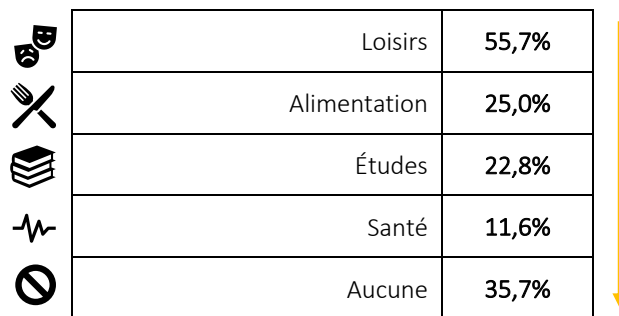 Loisirs 55,7%
Alimentation 25,0%
Études 22,8%
Santé 11,6%
Aucune 35,7%